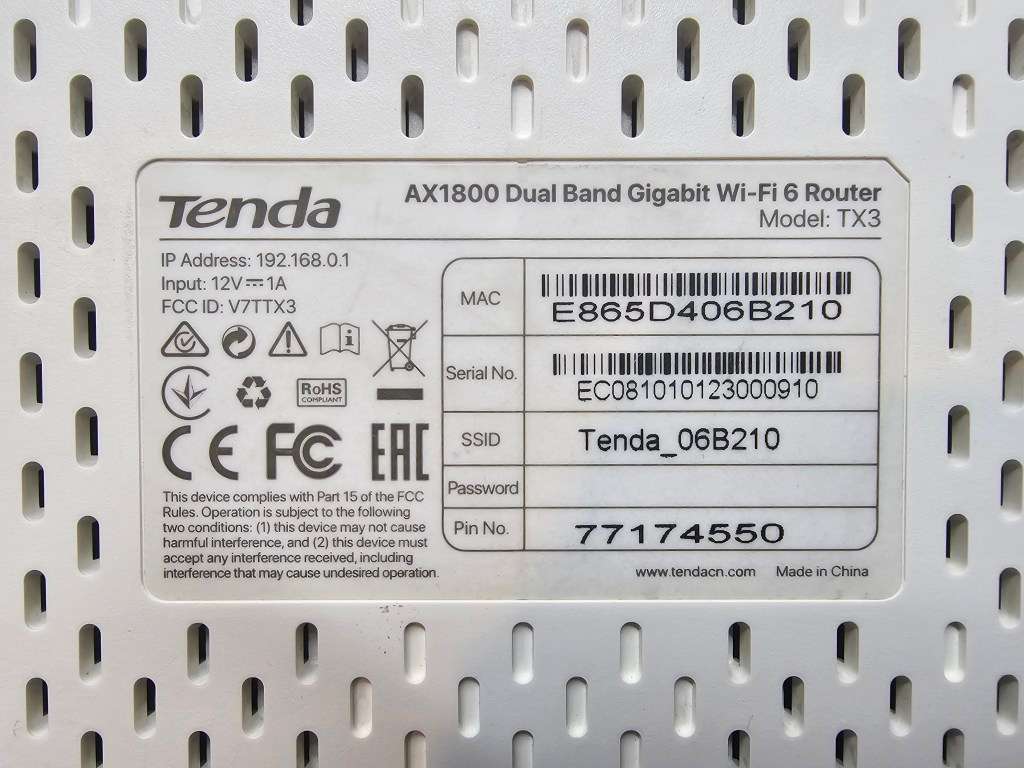 Tenda
AX1800 Dual Band Gigabit Wi-Fi 6 Router
Model: TX3
IP Address: 192.168.0.1
Input: 12V⎓1A
FCC ID: V7TTX3
RoHS
COMPLIANT
CE FC EAC
This device complies with Part 15 of the FCC
Rules. Operation is subject to the following
two conditions: (1) this device may not cause
harmful interference, and (2) this device must
accept any interference received, including
interference that may cause undesired operation.
MAC
E865D406B210
Serial No.
EC081010123000910
SSID
Tenda_06B210
Password
Pin No.
77174550
www.tendacn.com Made in China